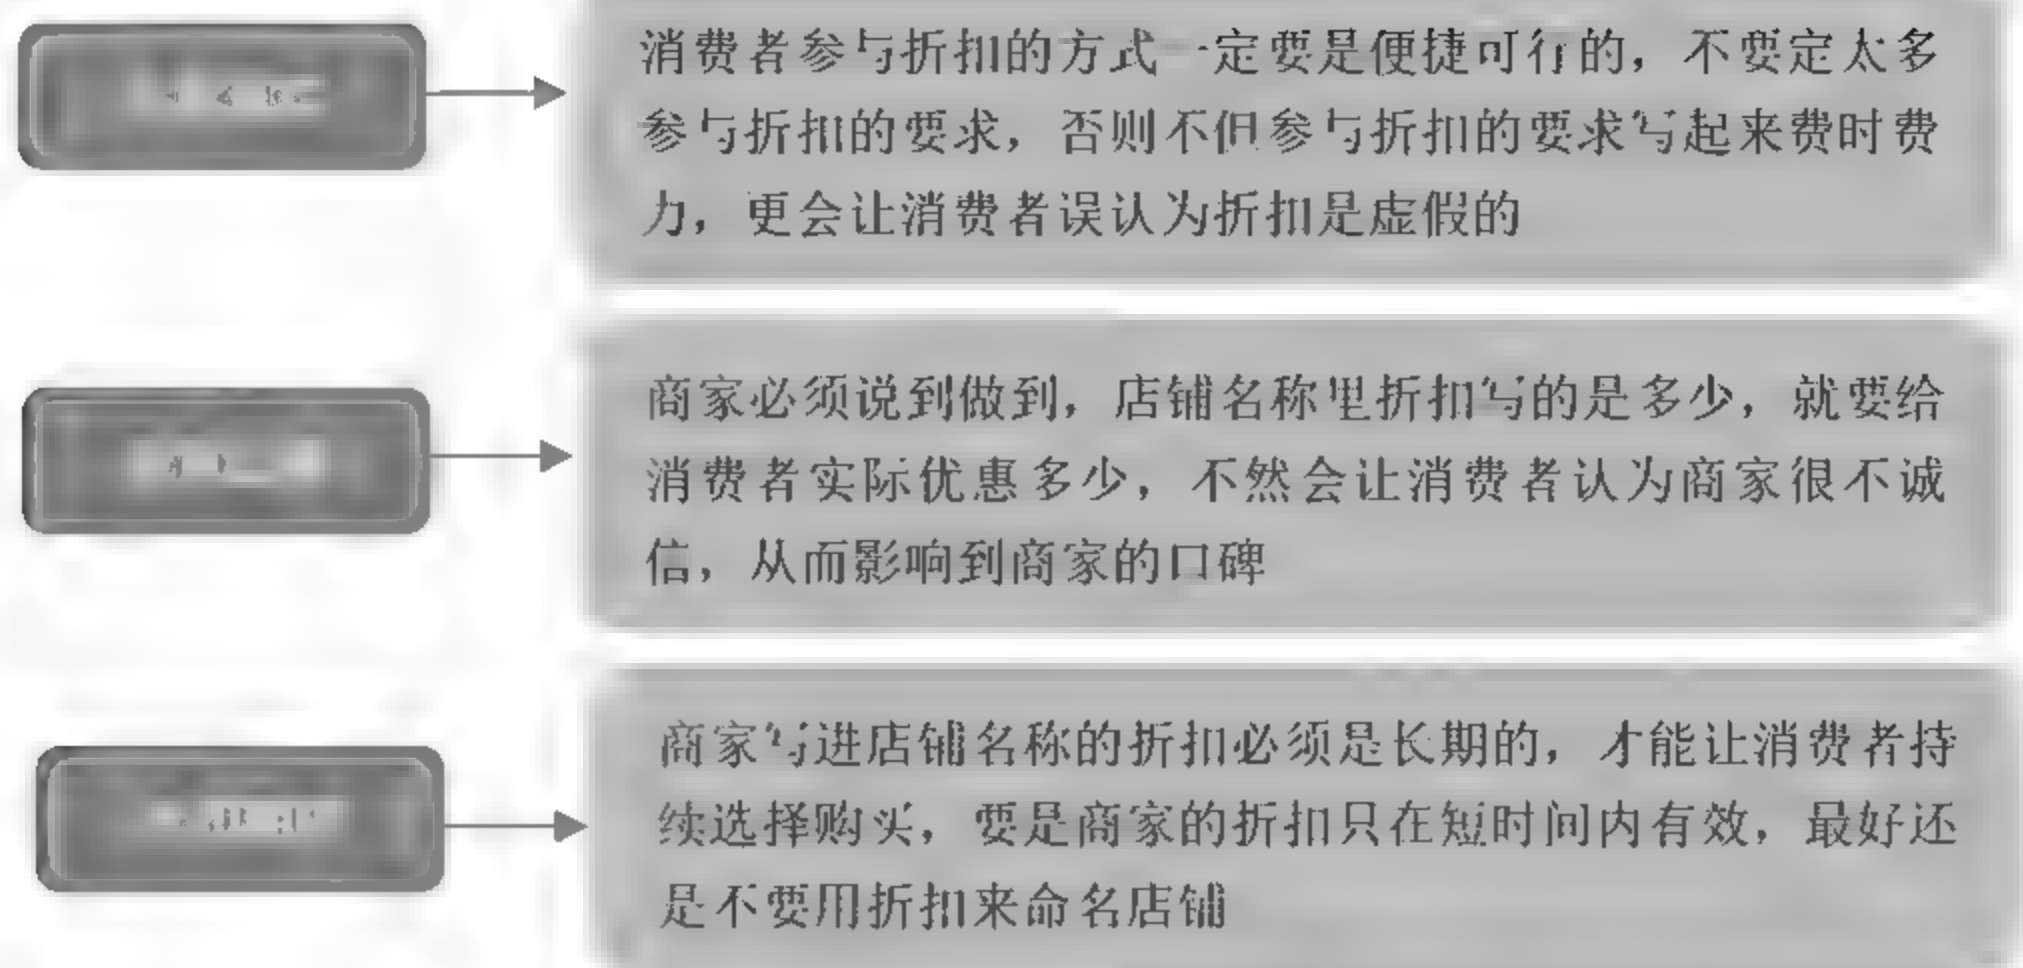 消费者参与折扣的方式一定要是便捷可行的，不要定太多
参与折扣的要求，否则不但参与折扣的要求写起来费时费
力，更会让消费者误认为折扣是虚假的
商家必须说到做到，店铺名称里折扣写的是多少，就要给
消费者实际优惠多少，不然会让消费者认为商家很不诚
信，从而影响到商家的口碑
商家写进店铺名称的折扣必须是长期的，才能让消费者持
续选择购买，要是商家的折扣只在短时间内有效，最好还
是不要用折扣来命名店铺